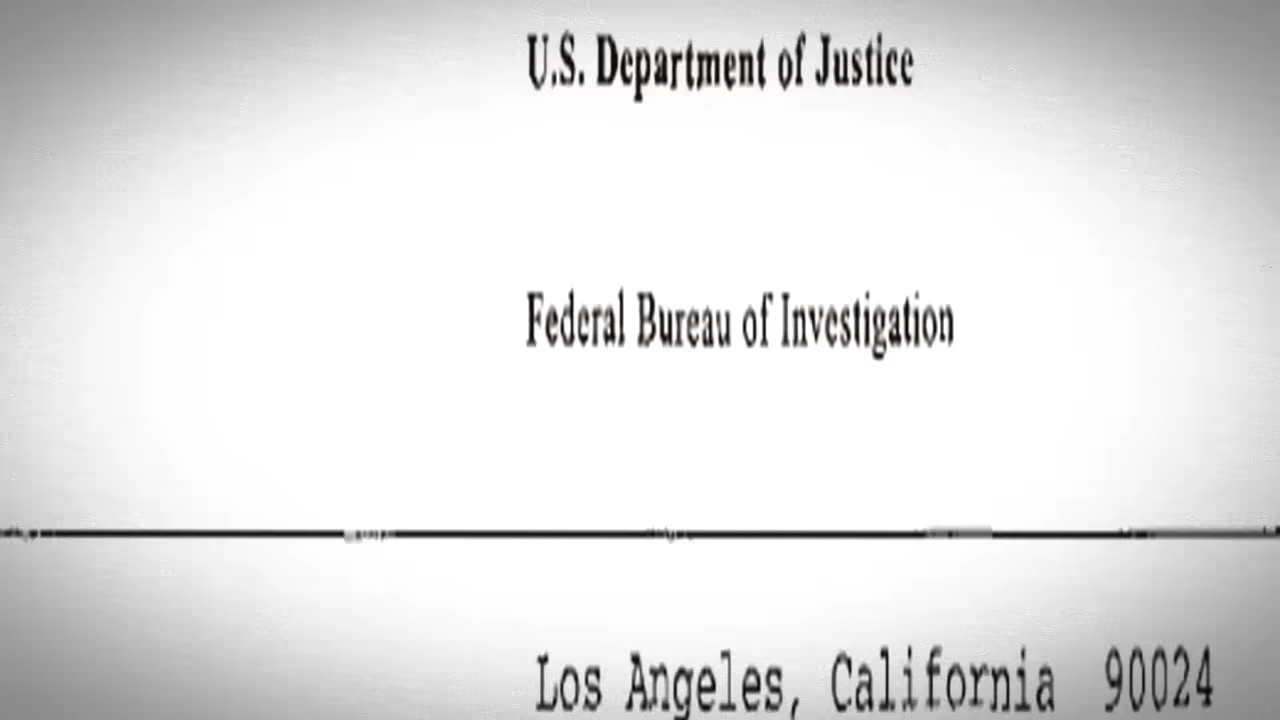 U.S. Department of Justice
Federal Bureau of Investigation
Los Angeles, California 90024